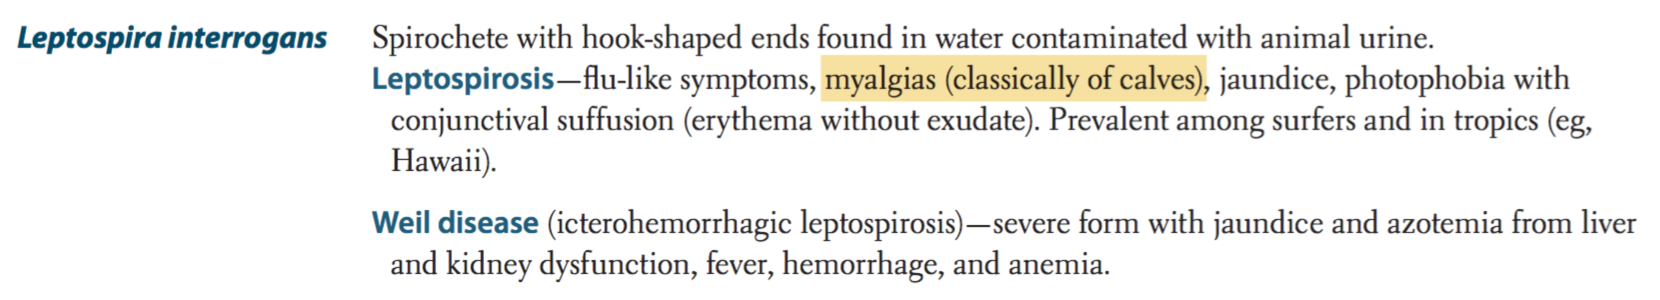 Leptospira interrogans
Spirochete with hook-shaped ends found in water contaminated with animal urine.
Leptospirosis—flu-like symptoms, myalgias (classically of calves), jaundice, photophobia with
conjunctival suffusion (erythema without exudate). Prevalent among surfers and in tropics (eg,
Hawaii).
Weil disease (icterohemorrhagic leptospirosis)—severe form with jaundice and azotemia from liver
and kidney dysfunction, fever, hemorrhage, and anemia.